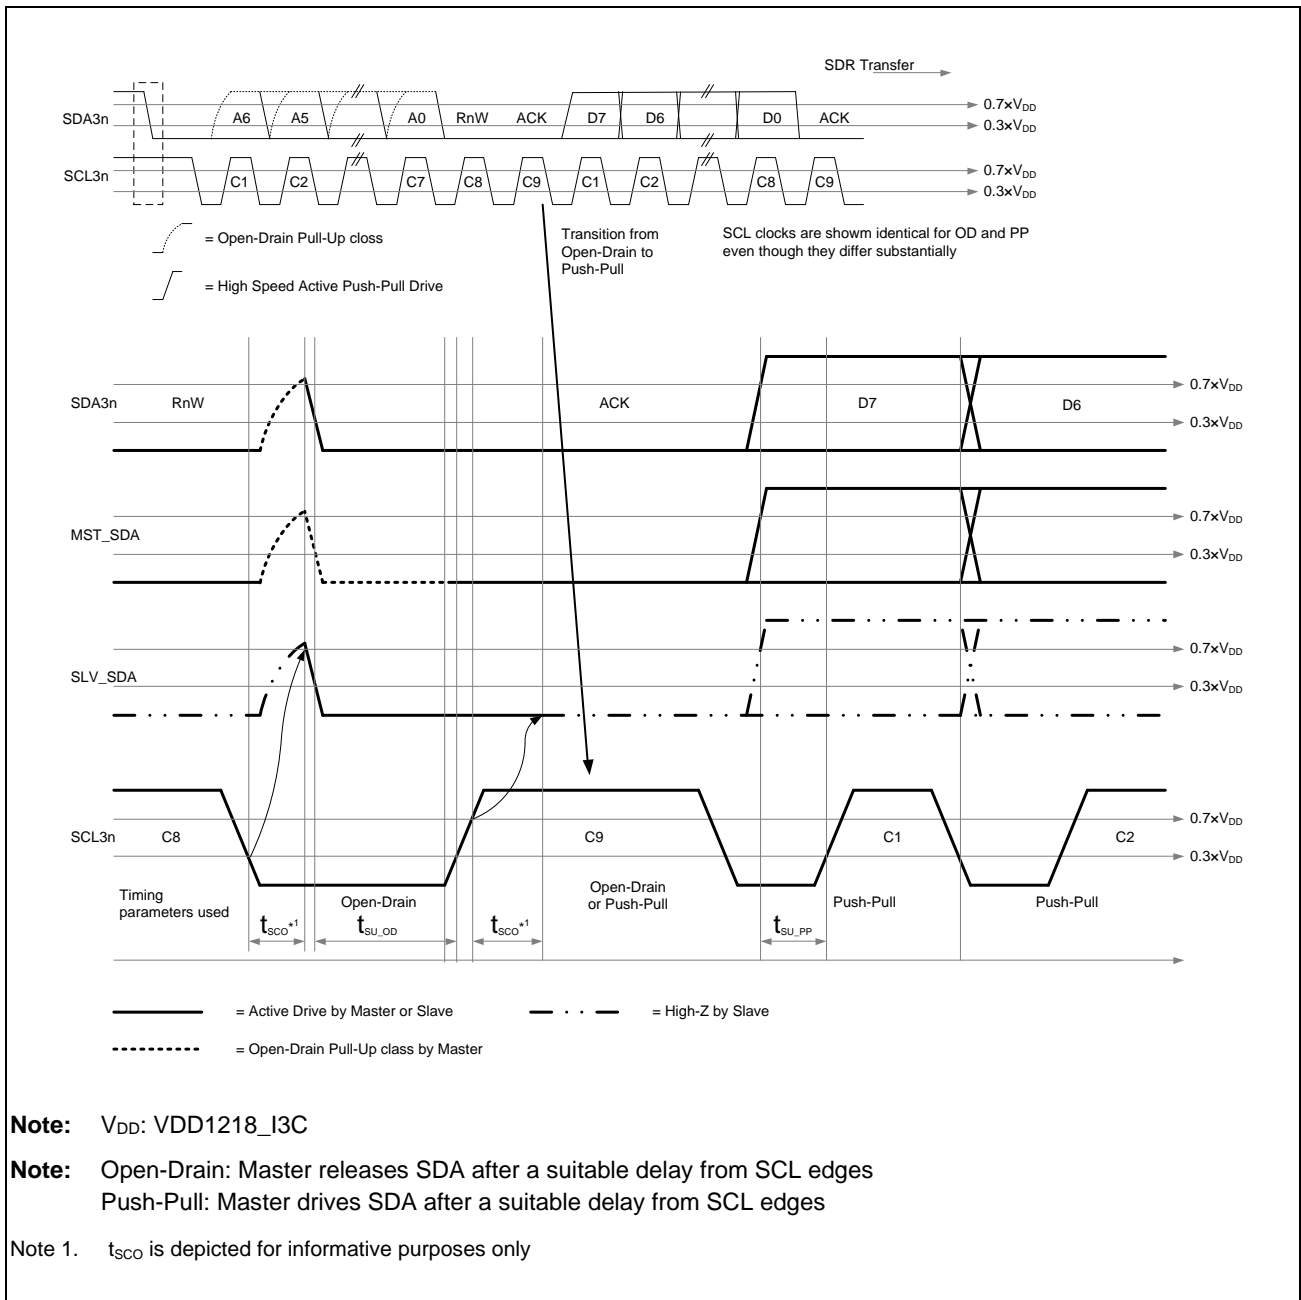 SDR Transfer
SDA3n A6 A5 A0 RnW ACK D7 D6 D0 ACK 0.7×VDD
0.3×VDD
SCL3n C1 C2 C7 C8 C9 C1 C2 C8 C9 0.7×VDD
0.3×VDD
= Open-Drain Pull-Up closs
= High Speed Active Push-Pull Drive
Transition from
Open-Drain to
Push-Pull
SCL clocks are showm identical for OD and PP
even though they differ substantially
SDA3n RnW ACK D7 D6 0.7×VDD
0.3×VDD
MST_SDA 0.7×VDD
0.3×VDD
SLV_SDA 0.7×VDD
0.3×VDD
SCL3n C8 C9 C1 C2 0.7×VDD
0.3×VDD
Timing
parameters used
Open-Drain
Open-Drain
or Push-Pull
Push-Pull
Push-Pull
tSCO*1 tSU_OD tSCO*1 tSU_PP
= Active Drive by Master or Slave
= High-Z by Slave
= Open-Drain Pull-Up class by Master
Note: VDD: VDD1218_I3C
Note: Open-Drain: Master releases SDA after a suitable delay from SCL edges
Push-Pull: Master drives SDA after a suitable delay from SCL edges
Note 1. tSCO is depicted for informative purposes only